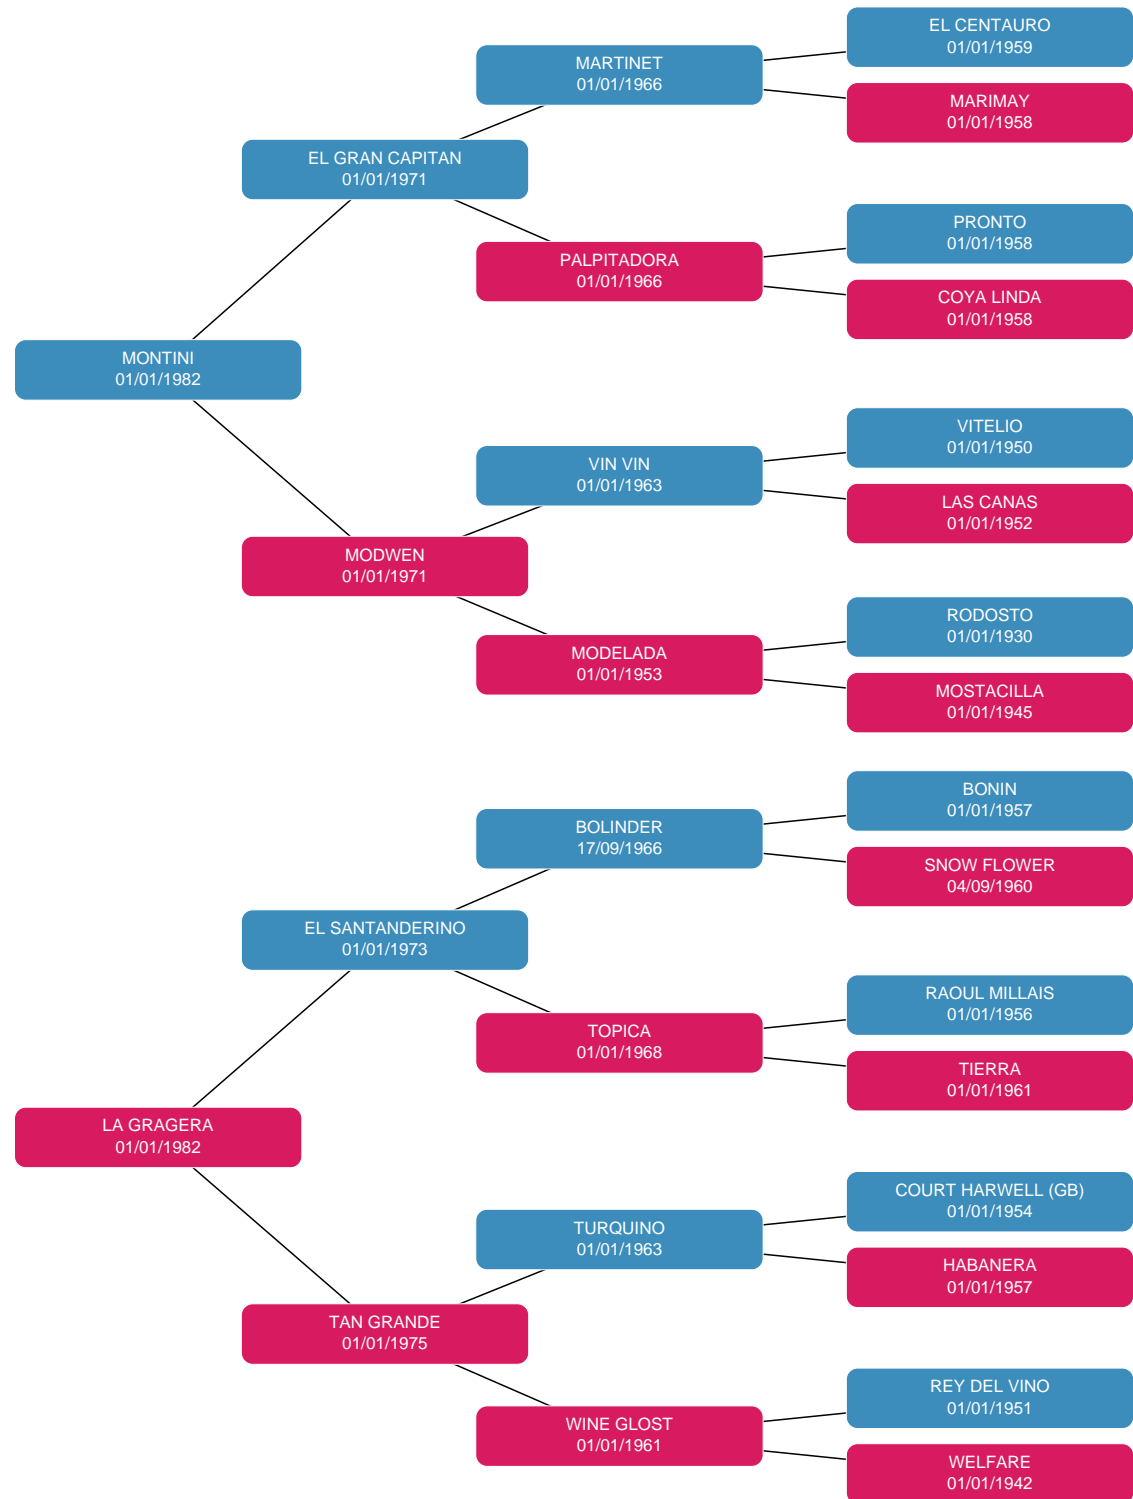 EL CENTAURO
01/01/1959
MARTINET
01/01/1966
MARIMAY
01/01/1958
EL GRAN CAPITAN
01/01/1971
PRONTO
01/01/1958
PALPITADORA
01/01/1966
COYA LINDA
01/01/1958
MONTINI
01/01/1982
VITELIO
01/01/1950
VIN VIN
01/01/1963
LAS CANAS
01/01/1952
MODWEN
01/01/1971
RODOSTO
01/01/1930
MODELADA
01/01/1953
MOSTACILLA
01/01/1945
BONIN
01/01/1957
BOLINDER
17/09/1966
SNOW FLOWER
04/09/1960
EL SANTANDERINO
01/01/1973
RAOUL MILLAIS
01/01/1956
TOPICA
01/01/1968
TIERRA
01/01/1961
LA GRAGERA
01/01/1982
COURT HARWELL (GB)
01/01/1954
TURQUINO
01/01/1963
HABANERA
01/01/1957
TAN GRANDE
01/01/1975
REY DEL VINO
01/01/1951
WINE GLOST
01/01/1961
WELFARE
01/01/1942